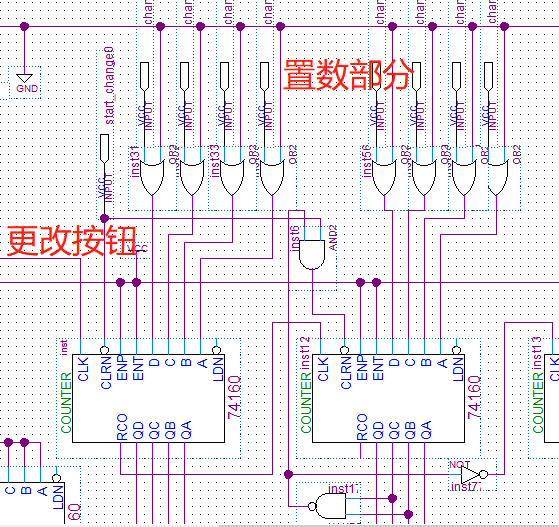 chan
chan
chan
chan
chan
chan
chan
chan
start_change0
GND
置数部分
VCC
INPUT
VCC
INPUT
VCC
INPUT
VCC
INPUT
VCC
INPUT
VCC
INPUT
VCC
INPUT
VCC
INPUT
inst31
OR2
OR2
inst33
OR2
OR2
inst56
OR2
OR2
OR2
VCC
INPUT
更改按钮
VCC
inst6
AND2
inst
CLK
CLRN
ENP
ENT
D
C
B
A
LDN
COUNTER
74160
RCO
QD
QC
QB
QA
inst12
CLK
CLRN
ENP
ENT
D
C
B
A
LDN
COUNTER
74160
RCO
QD
QC
QB
QA
inst13
CLK
COUNTER
C
B
A
LDN
60
NOT
inst7
inst1